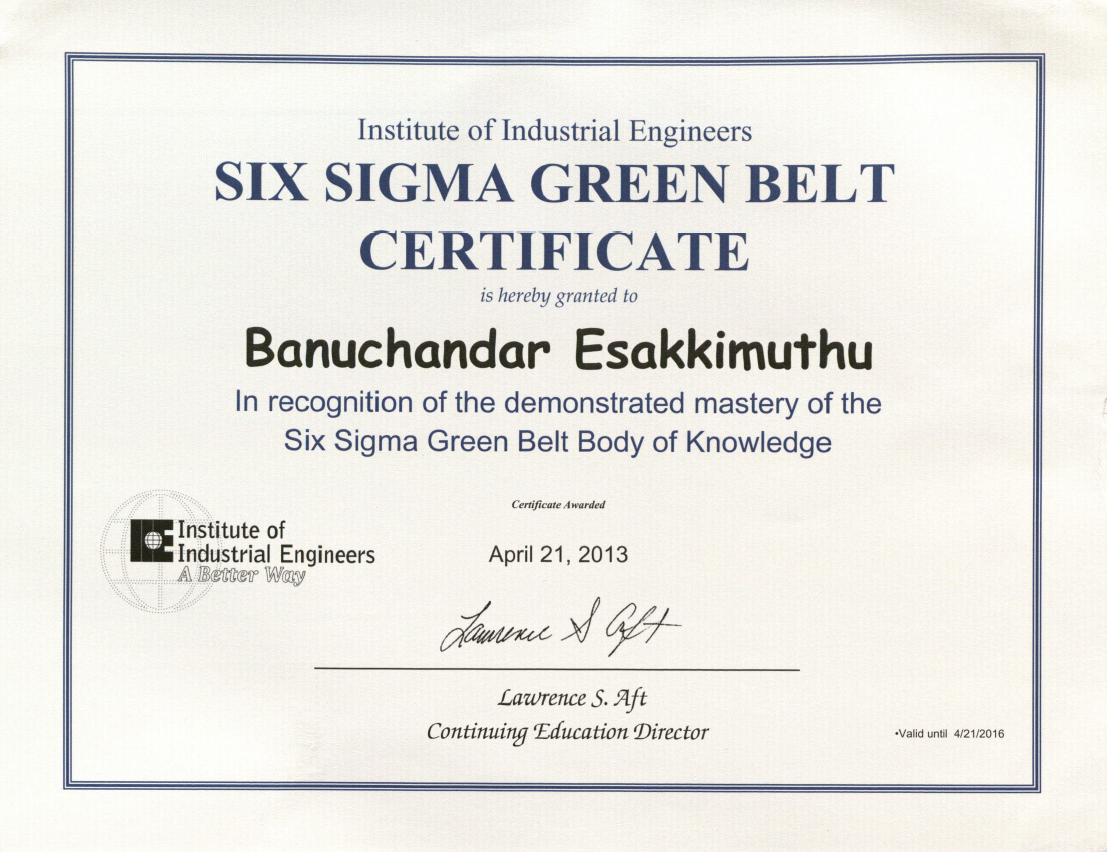 Institute of Industrial Engineers
SIX SIGMA GREEN BELT
CERTIFICATE
is hereby granted to
Banuchandar Esakkimuthu
In recognition of the demonstrated mastery of the
Six Sigma Green Belt Body of Knowledge
Certificate Awarded
IIE
Institute of
Industrial Engineers
A Better Way
April 21, 2013
Lawrence S Aft
Lawrence S. Aft
Continuing Education Director
•Valid until 4/21/2016